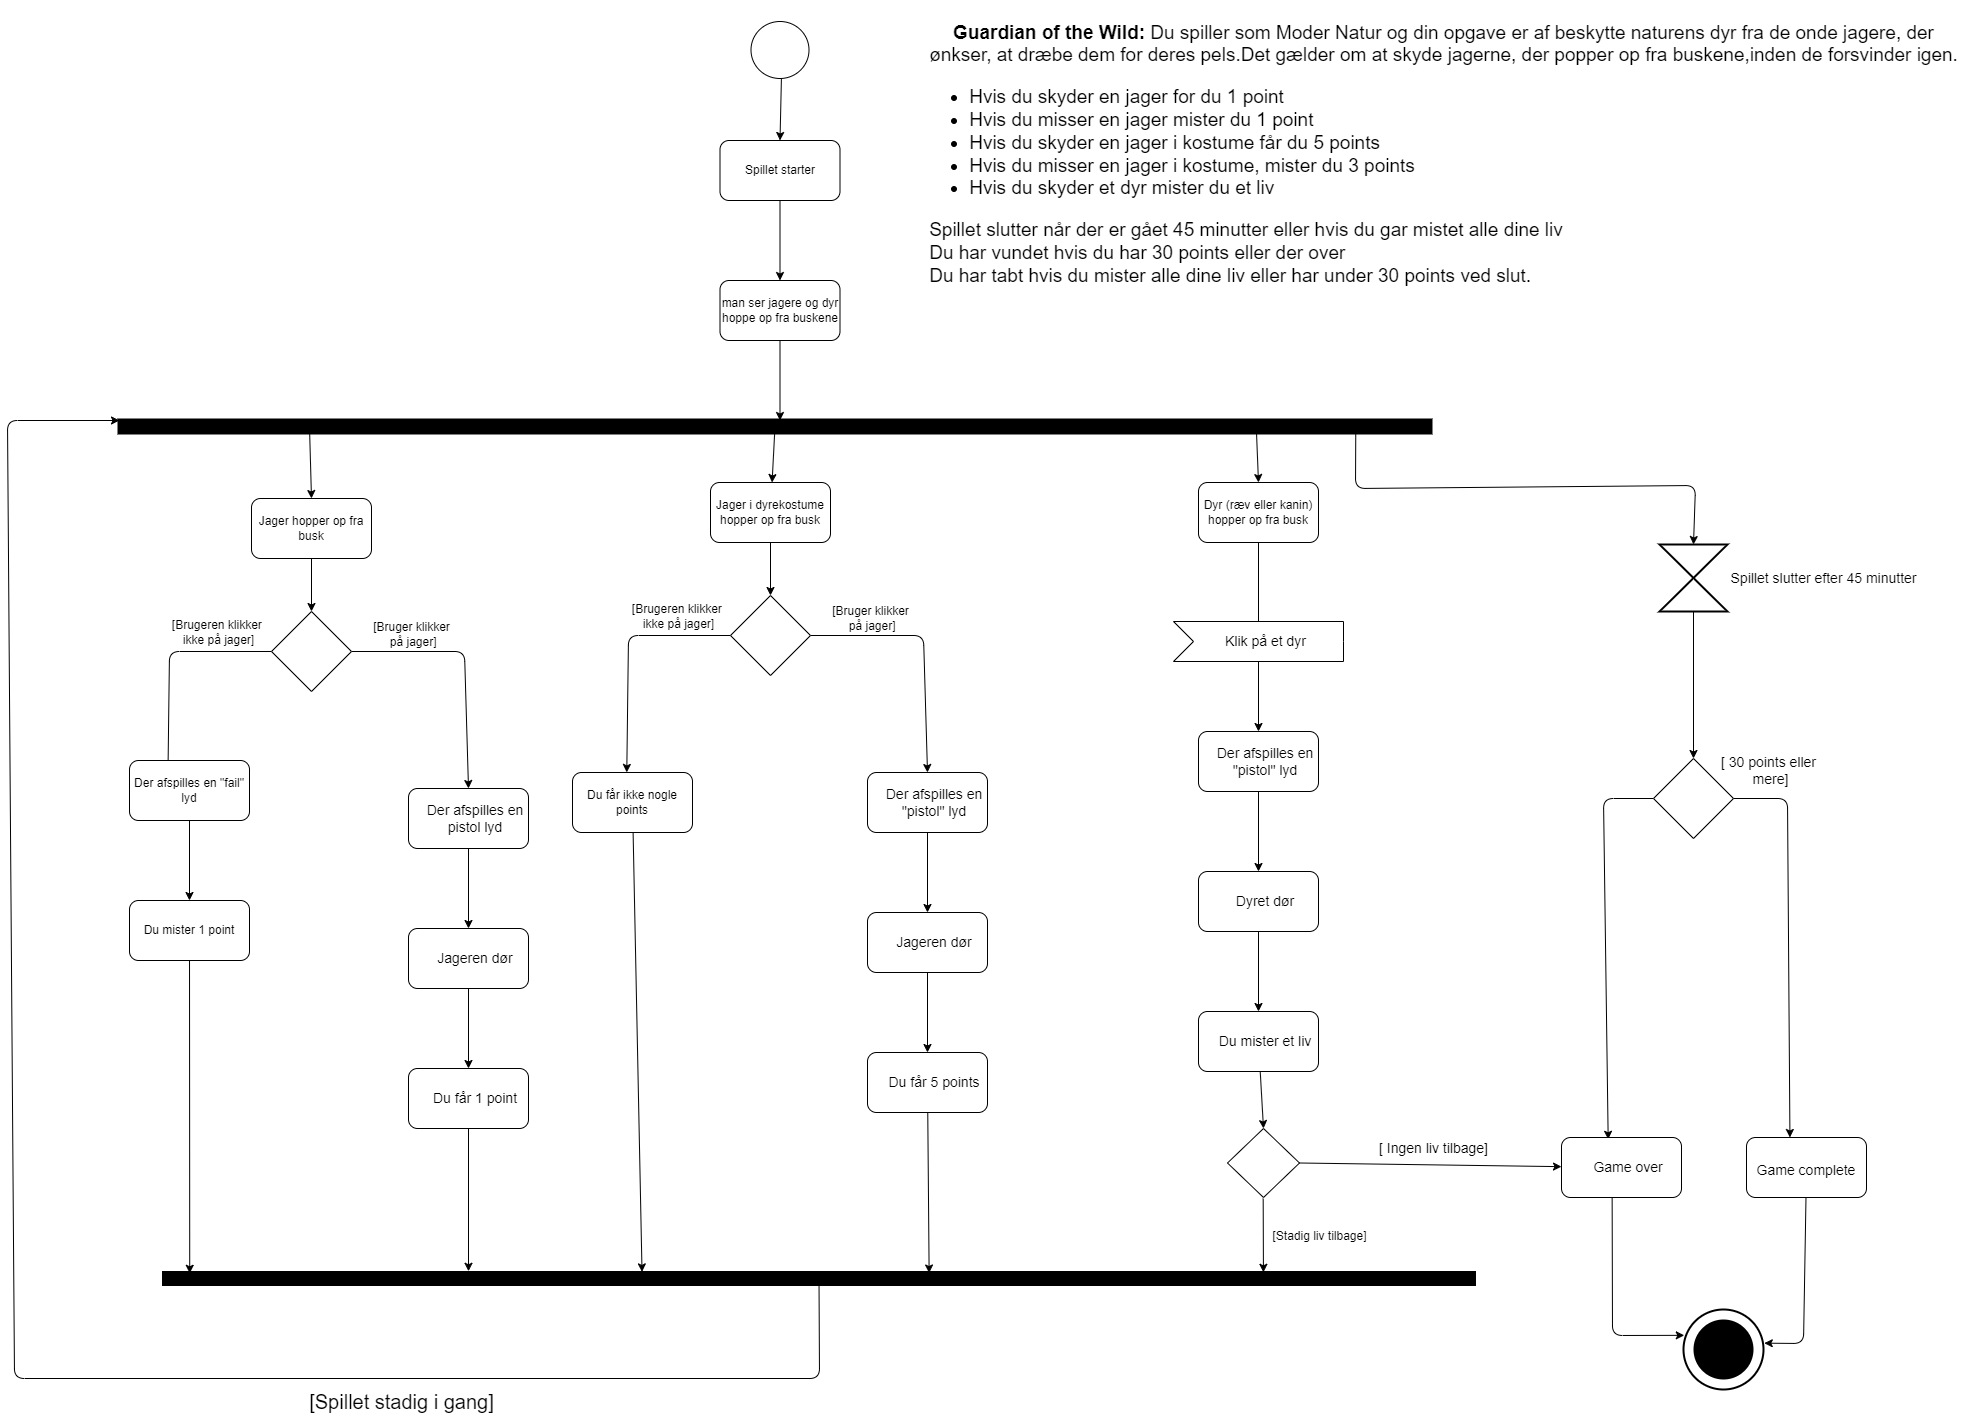 Guardian of the Wild: Du spiller som Moder Natur og din opgave er af beskytte naturens dyr fra de onde jagere, der
ønkser, at dræbe dem for deres pels.Det gælder om at skyde jagerne, der popper op fra buskene,inden de forsvinder igen.
Hvis du skyder en jager for du 1 point
Hvis du misser en jager mister du 1 point
Hvis du skyder en jager i kostume får du 5 points
Hvis du misser en jager i kostume, mister du 3 points
Hvis du skyder et dyr mister du et liv
Spillet slutter når der er gået 45 minutter eller hvis du gar mistet alle dine liv
Du har vundet hvis du har 30 points eller der over
Du har tabt hvis du mister alle dine liv eller har under 30 points ved slut.
Spillet starter
man ser jagere og dyr
hoppe op fra buskene
Jager hopper op fra
busk
[Brugeren klikker
ikke på jager]
[Bruger klikker
på jager]
Der afspilles en "fail"
lyd
Du mister 1 point
Der afspilles en
pistol lyd
Jageren dør
Du får 1 point
Jager i dyrekostume
hopper op fra busk
[Brugeren klikker
ikke på jager]
[Bruger klikker
på jager]
Du får ikke nogle
points
Der afspilles en
"pistol" lyd
Jageren dør
Du får 5 points
Dyr (ræv eller kanin)
hopper op fra busk
Klik på et dyr
Der afspilles en
"pistol" lyd
Dyret dør
Du mister et liv
[ Ingen liv tilbage]
[Stadig liv tilbage]
Spillet slutter efter 45 minutter
[ 30 points eller
mere]
Game over
Game complete
[Spillet stadig i gang]